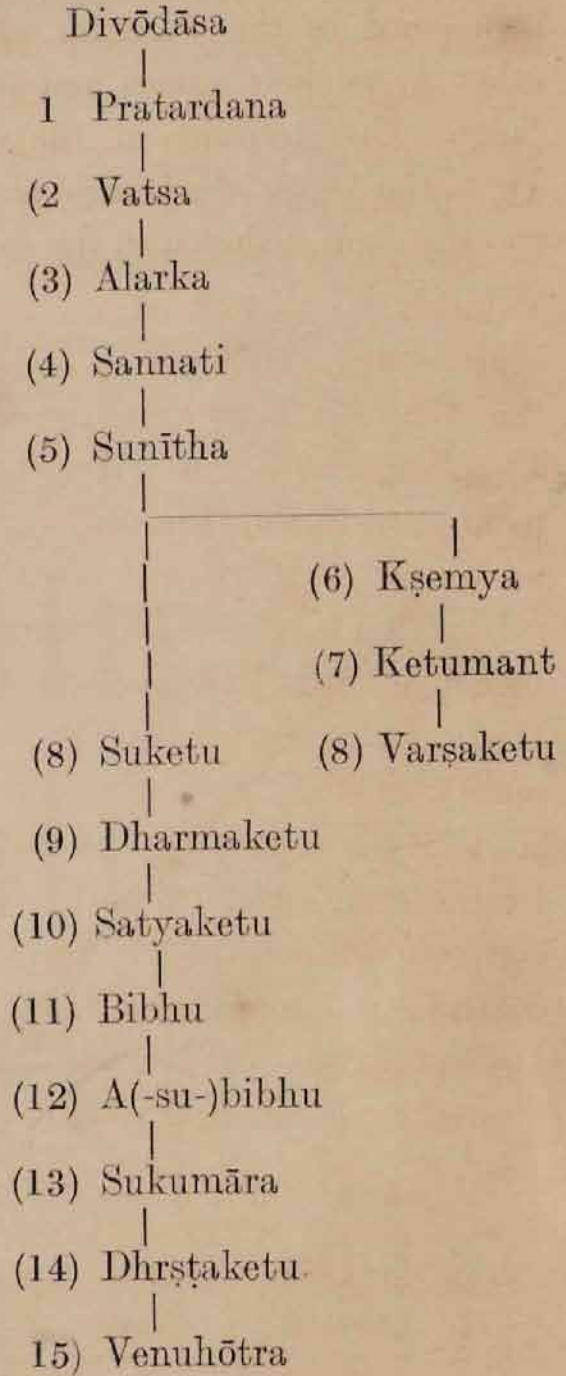 Divōdāsa
1 Pratardana
(2 Vatsa
(3) Alarka
(4) Sannati
(5) Sunītha
(6) Kṣemya
(7) Ketumant
(8) Suketu (8) Varṣaketu
(9) Dharmaketu
(10) Satyaketu
(11) Bibhu
(12) A(-su-)bibhu
(13) Sukumāra
(14) Dhrṣṭaketu.
15) Venuhōtra